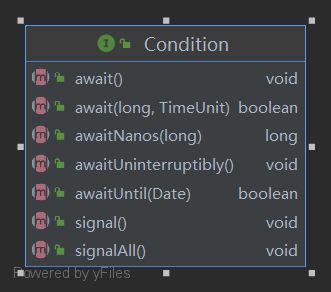 I Condition
m await() void
m await(long, TimeUnit) boolean
m awaitNanos(long) long
m awaitUninterruptibly() void
m awaitUntil(Date) boolean
m signal() void
m signalAll() void
Powered by yFiles